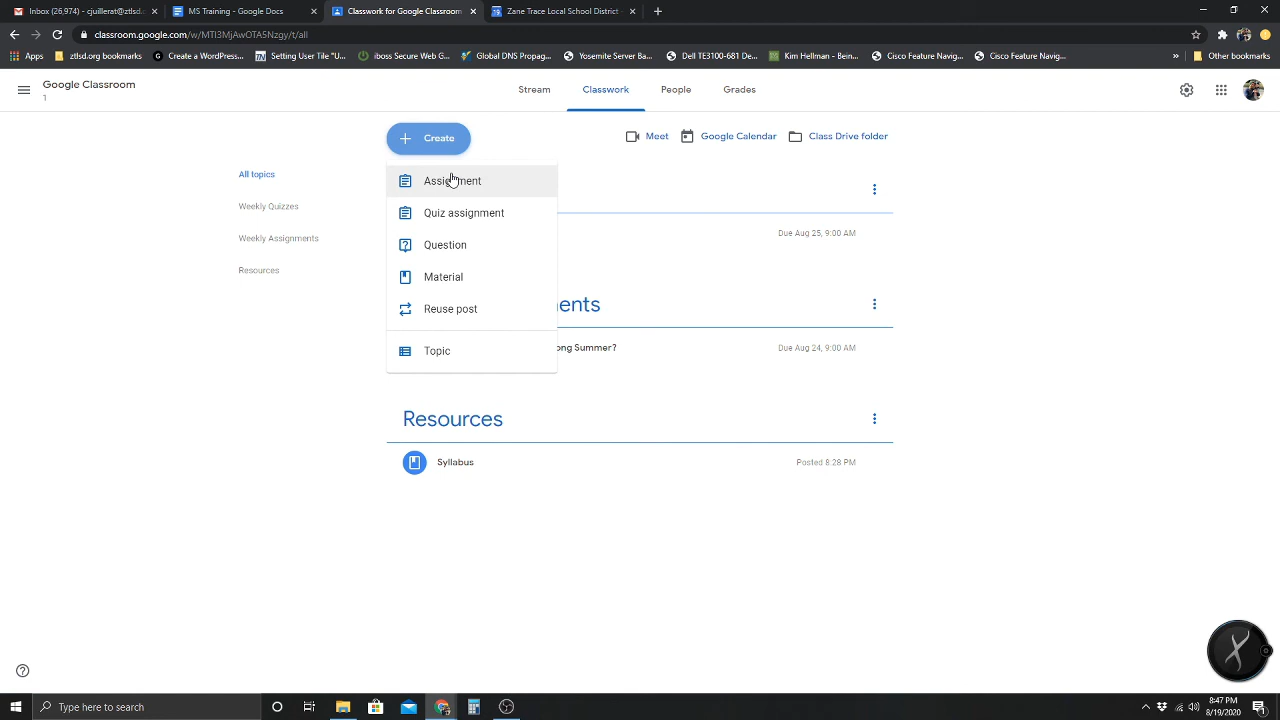 Inbox (26,974) - qullerat@ztlsd.c
MS Training - Google Docs
Classwork for Google Classroom
Zane Trace Local School District
classroom.google.com/w/MTI3MjAwOTA5Nzgy/t/all
Apps
ztlsd.org bookmarks
Create a WordPress...
Setting User Tile "U...
iboss Secure Clou...
Global DNS Propag...
Yosemite Server Ba...
Dell TE3100-681 De...
Kim Hellman - Bein...
Cisco Feature Navig...
Cisco Feature Navig...
»
Other bookmarks
Google Classroom
1
Stream
Classwork
People
Grades
+ Create
Meet
Google Calendar
Class Drive folder
All topics
Weekly Quizzes
Weekly Assignments
Resources
Assignment
Quiz assignment
Question
Material
Reuse post
Topic
Due Aug 25, 9:00 AM
ents
ong Summer?
Due Aug 24, 9:00 AM
Resources
Syllabus
Posted 8:28 PM
Type here to search
8:47 PM
8/19/2020